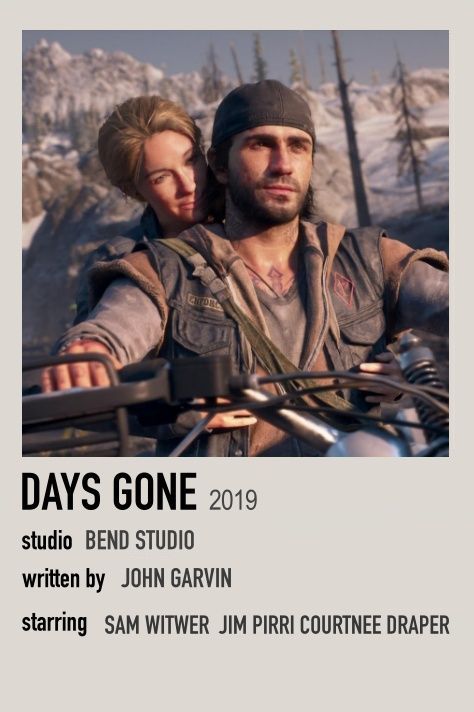 DAYS GONE 2019
studio BEND STUDIO
written by JOHN GARVIN
starring SAM WITWER JIM PIRRI COURTNEE DRAPER